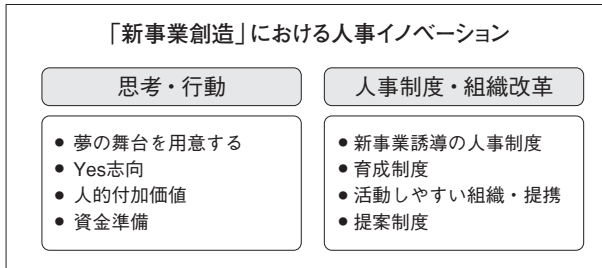 「新事業創造」における人事イノベーション
思考・行動
● 夢の舞台を用意する
● Yes志向
● 人的付加価値
● 資金準備
人事制度・組織改革
● 新事業誘導の人事制度
● 育成制度
● 活動しやすい組織・提携
● 提案制度